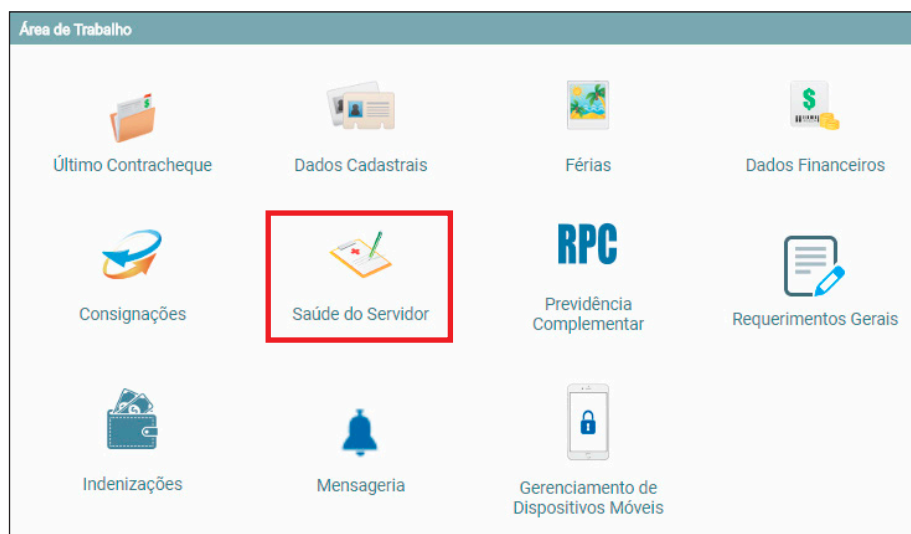 Área de Trabalho
Último Contracheque
Dados Cadastrais
Férias
Dados Financeiros
Consignações
Saúde do Servidor
RPC
Previdência
Complementar
Requerimentos Gerais
Indenizações
Mensageria
Gerenciamento de
Dispositivos Móveis